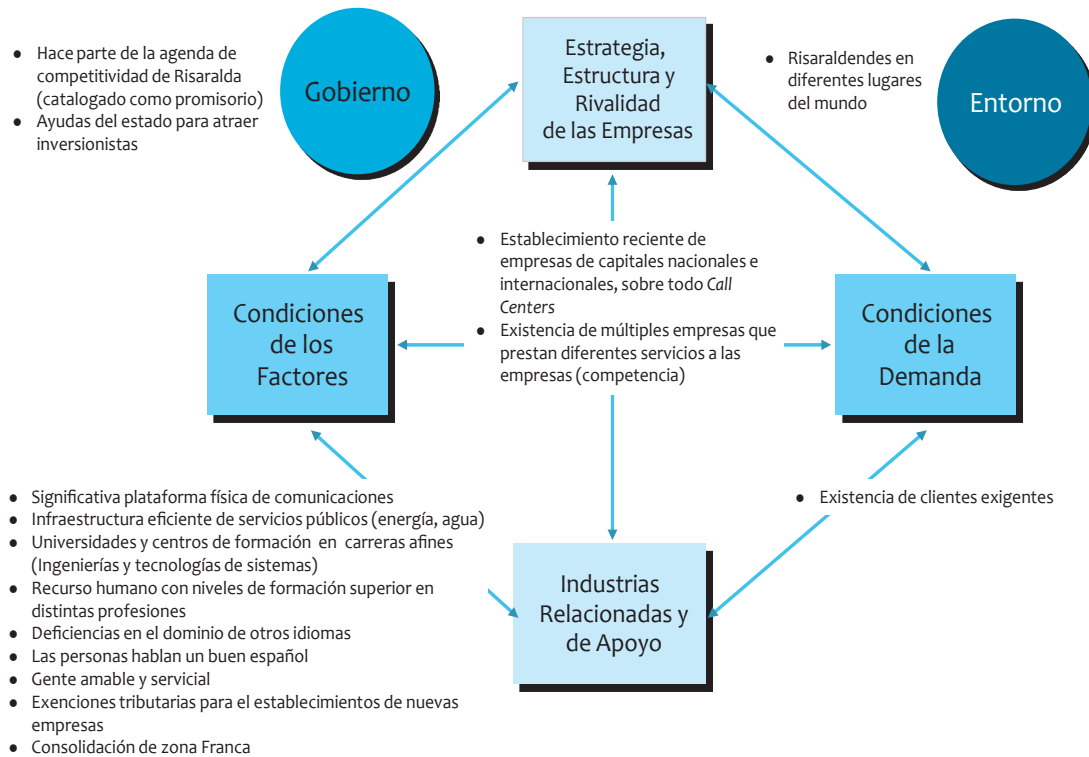 ● Hace parte de la agenda de
competitividad de Risaralda
(catalogado como promisorio)
● Ayudas del estado para atraer
inversionistas
Gobierno
Estrategia,
Estructura y
Rivalidad
de las Empresas
● Risaraldendes en
diferentes lugares
del mundo
Entorno
● Establecimiento reciente de
empresas de capitales nacionales e
internacionales, sobre todo Call
Centers
● Existencia de múltiples empresas que
prestan diferentes servicios a las
empresas (competencia)
Condiciones
de los
Factores
Condiciones
de la
Demanda
● Significativa plataforma física de comunicaciones
● Infraestructura eficiente de servicios públicos (energía, agua)
● Universidades y centros de formación en carreras afines
(Ingenierías y tecnologías de sistemas)
● Recurso humano con niveles de formación superior en
distintas profesiones
● Deficiencias en el dominio de otros idiomas
● Las personas hablan un buen español
● Gente amable y servicial
● Exenciones tributarias para el establecimientos de nuevas
empresas
● Consolidación de zona Franca
● Existencia de clientes exigentes
Industrias
Relacionadas y
de Apoyo